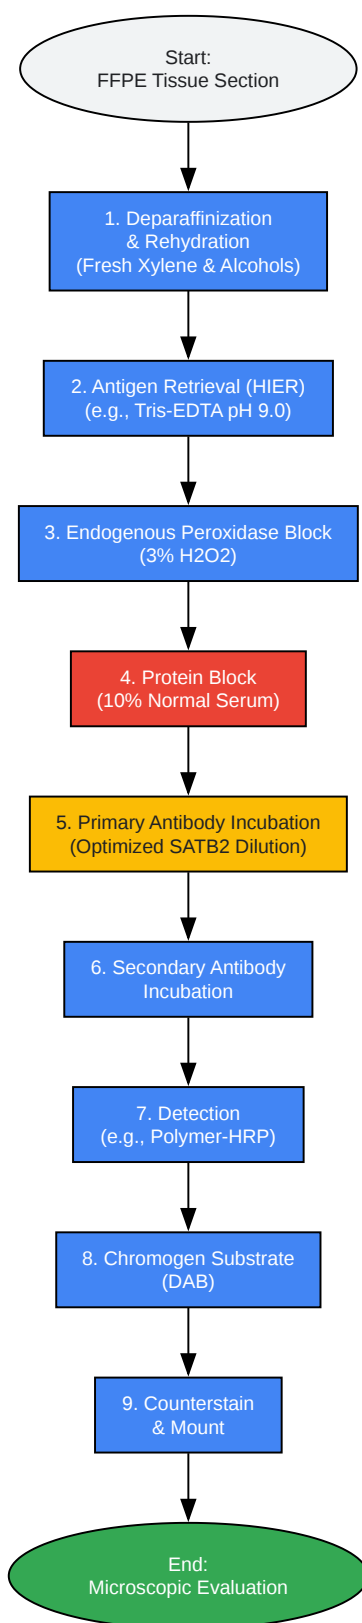 Start:
FFPE Tissue Section
1. Deparaffinization
& Rehydration
(Fresh Xylene & Alcohols)
2. Antigen Retrieval (HIER)
(e.g., Tris-EDTA pH 9.0)
3. Endogenous Peroxidase Block
(3% H2O2)
4. Protein Block
(10% Normal Serum)
5. Primary Antibody Incubation
(Optimized SATB2 Dilution)
6. Secondary Antibody
Incubation
7. Detection
(e.g., Polymer-HRP)
8. Chromogen Substrate
(DAB)
9. Counterstain
& Mount
End:
Microscopic Evaluation